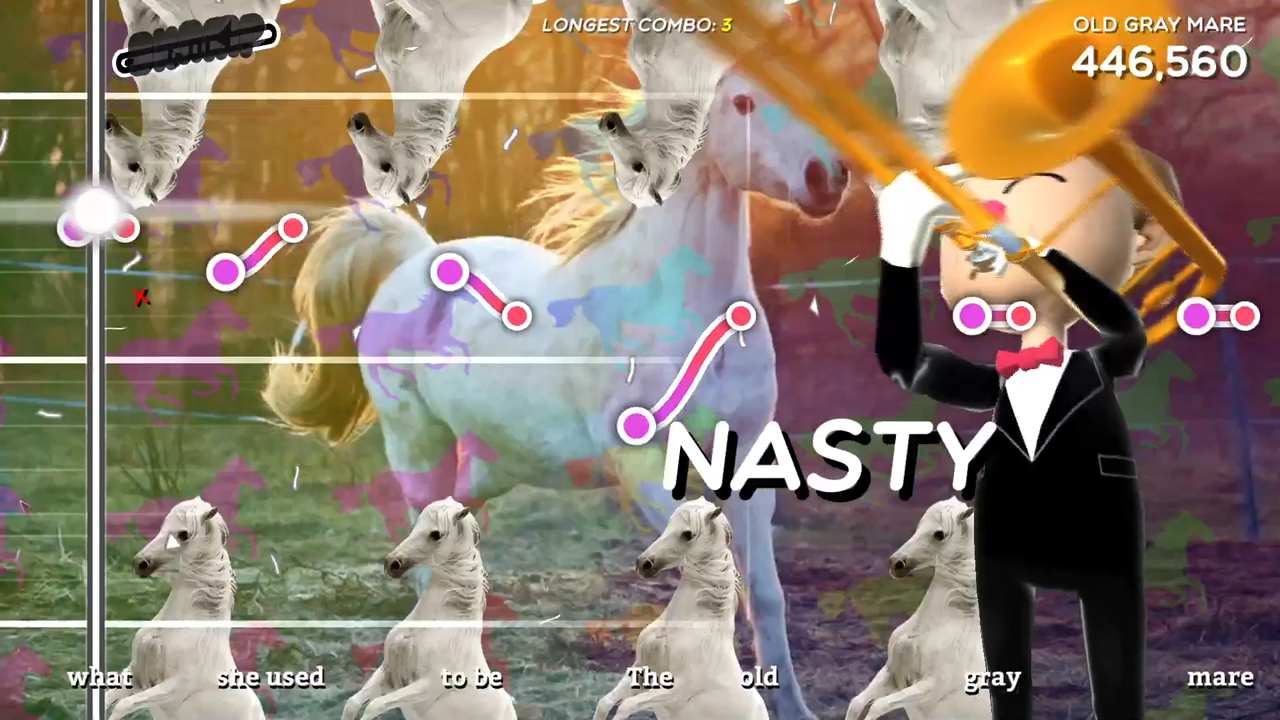 LONGEST COMBO: 3
OLD GRAY MARE
446,560
NASTY
what she used to be The old gray mare